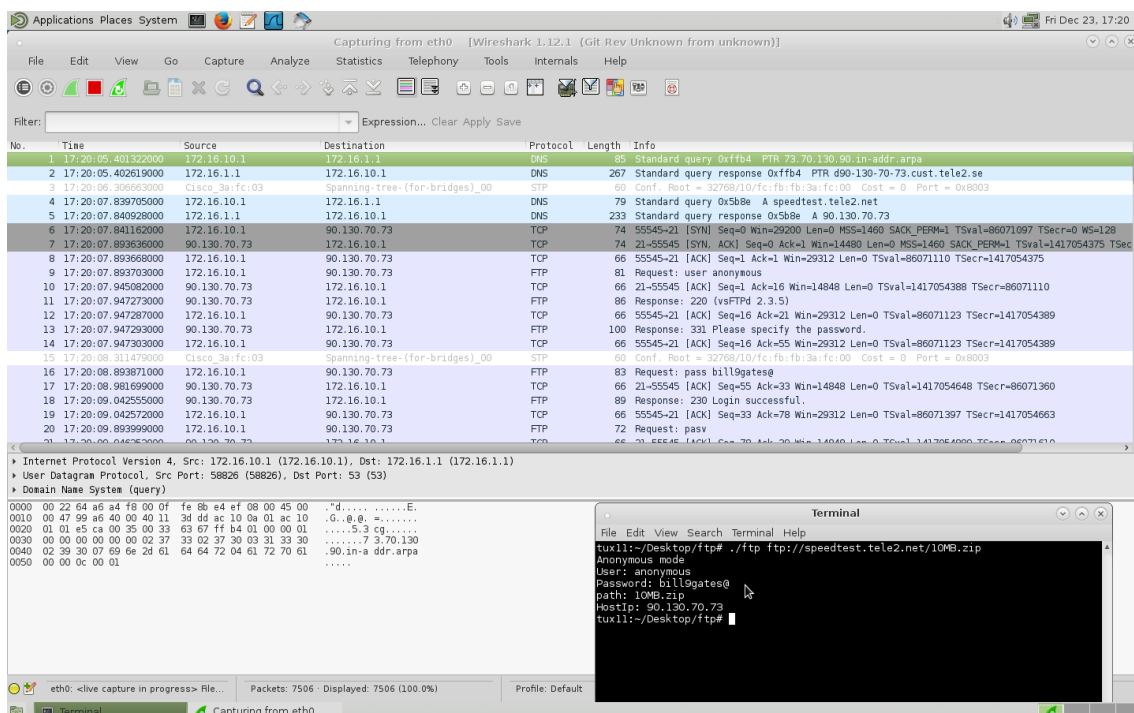 Applications Places System
Fri Dec 23, 17:20
Capturing from eth0 [Wireshark 1.12.1 (Git Rev Unknown from unknown)]
File Edit View Go Capture Analyze Statistics Telephony Tools Internals Help
Filter: Expression... Clear Apply Save
No. Time Source Destination Protocol Length Info
1 17:20:05.401322000 172.16.10.1 172.16.1.1 DNS 85 Standard query 0xffb4 PTR 73.70.130.90.in-addr.arpa
2 17:20:05.402619000 172.16.1.1 172.16.10.1 DNS 267 Standard query response 0xffb4 PTR d90-130-70-73.cust.tele2.se
3 17:20:06.306663000 Cisco_3a:fc:03 Spanning-tree-(for-bridges)_00 STP 60 Conf. Root = 32768/10/fc:fb:fb:3a:fc:00 Cost = 0 Port = 0x8003
4 17:20:07.839705000 172.16.10.1 172.16.1.1 DNS 79 Standard query 0x5b8e A speedtest.tele2.net
5 17:20:07.840928000 172.16.1.1 172.16.10.1 DNS 233 Standard query response 0x5b8e A 90.130.70.73
6 17:20:07.841162000 172.16.10.1 90.130.70.73 TCP 74 55545→21 [SYN] Seq=0 Win=29200 Len=0 MSS=1460 SACK_PERM=1 TSval=86071097 TSecr=0 WS=128
7 17:20:07.893636000 90.130.70.73 172.16.10.1 TCP 74 21→55545 [SYN, ACK] Seq=0 Ack=1 Win=14480 Len=0 MSS=1460 SACK_PERM=1 TSval=1417054375 TSec
8 17:20:07.893668000 172.16.10.1 90.130.70.73 TCP 66 55545→21 [ACK] Seq=1 Ack=1 Win=29312 Len=0 TSval=86071110 TSecr=1417054375
9 17:20:07.893703000 172.16.10.1 90.130.70.73 FTP 81 Request: user anonymous
10 17:20:07.945082000 90.130.70.73 172.16.10.1 TCP 66 21→55545 [ACK] Seq=1 Ack=16 Win=14848 Len=0 TSval=1417054388 TSecr=86071110
11 17:20:07.947273000 90.130.70.73 172.16.10.1 FTP 86 Response: 220 (vsFTPd 2.3.5)
12 17:20:07.947287000 172.16.10.1 90.130.70.73 TCP 66 55545→21 [ACK] Seq=16 Ack=21 Win=29312 Len=0 TSval=86071123 TSecr=1417054389
13 17:20:07.947293000 90.130.70.73 172.16.10.1 FTP 100 Response: 331 Please specify the password.
14 17:20:07.947303000 172.16.10.1 90.130.70.73 TCP 66 55545→21 [ACK] Seq=16 Ack=55 Win=29312 Len=0 TSval=86071123 TSecr=1417054389
15 17:20:08.311479000 Cisco_3a:fc:03 Spanning-tree-(for-bridges)_00 STP 60 Conf. Root = 32768/10/fc:fb:fb:3a:fc:00 Cost = 0 Port = 0x8003
16 17:20:08.893871000 172.16.10.1 90.130.70.73 FTP 83 Request: pass bill9gates@
17 17:20:08.981699000 90.130.70.73 172.16.10.1 TCP 66 21→55545 [ACK] Seq=55 Ack=33 Win=14848 Len=0 TSval=1417054648 TSecr=86071360
18 17:20:09.042555000 90.130.70.73 172.16.10.1 FTP 89 Response: 230 Login successful.
19 17:20:09.042572000 172.16.10.1 90.130.70.73 TCP 66 55545→21 [ACK] Seq=33 Ack=78 Win=29312 Len=0 TSval=86071397 TSecr=1417054663
20 17:20:09.893999000 172.16.10.1 90.130.70.73 FTP 72 Request: pasv
Internet Protocol Version 4, Src: 172.16.10.1 (172.16.10.1), Dst: 172.16.1.1 (172.16.1.1)
User Datagram Protocol, Src Port: 58826 (58826), Dst Port: 53 (53)
Domain Name System (query)
0000 00 22 64 a6 a4 f8 00 0f fe 8b e4 ef 08 00 45 00 ."d..... ......E.
0010 00 47 99 a6 40 00 40 11 3d dd ac 10 0a 01 ac 10 .G..@.@. =.......
0020 01 01 e5 ca 00 35 00 33 63 67 ff b4 01 00 00 01 .....5.3 cg......
0030 00 00 00 00 00 00 02 37 33 02 37 30 03 31 33 30 .......7 3.70.130
0040 02 39 30 07 69 6e 2d 61 64 64 72 04 61 72 70 61 .90.in-a ddr.arpa
0050 00 00 0c 00 01 .....
Terminal
File Edit View Search Terminal Help
tux11:~/Desktop/ftp# ./ftp ftp://speedtest.tele2.net/10MB.zip
Anonymous mode
User: anonymous
Password: bill9gates@
path: 10MB.zip
HostIp: 90.130.70.73
tux11:~/Desktop/ftp#
eth0: <live capture in progress> File... Packets: 7506 · Displayed: 7506 (100.0%) Profile: Default
Terminal Capturing from eth0